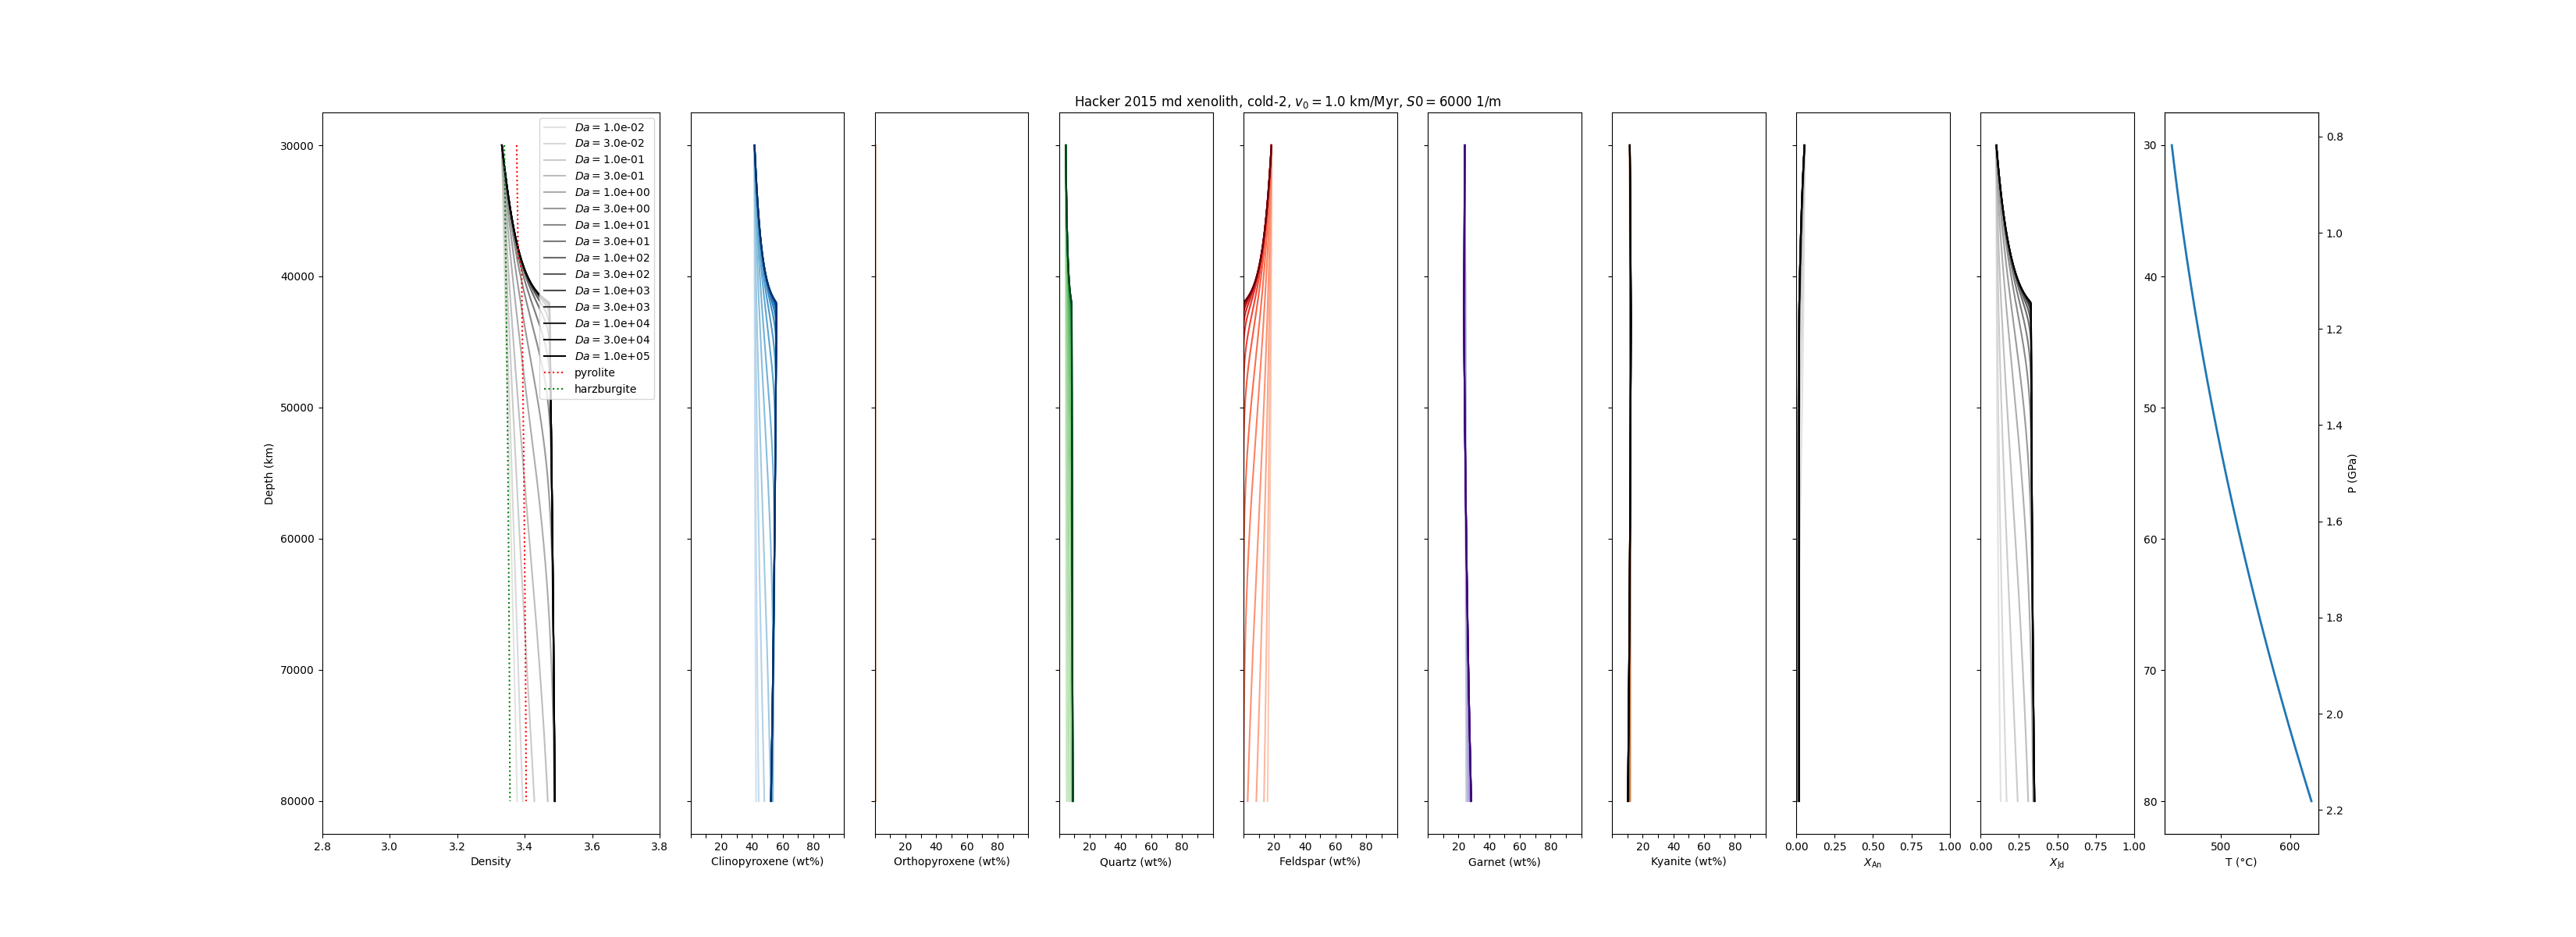 Hacker 2015 md xenolith, cold-2, v₀ = 1.0 km/Myr, S0 = 6000 1/m
Da = 1.0e-02
Da = 3.0e-02
Da = 1.0e-01
Da = 3.0e-01
Da = 1.0e+00
Da = 3.0e+00
Da = 1.0e+01
Da = 3.0e+01
Da = 1.0e+02
Da = 3.0e+02
Da = 1.0e+03
Da = 3.0e+03
Da = 1.0e+04
Da = 3.0e+04
Da = 1.0e+05
pyrolite
harzburgite
Depth (km)
30000
40000
50000
60000
70000
80000
2.8 3.0 3.2 3.4 3.6 3.8
Density
20 40 60 80
Clinopyroxene (wt%)
20 40 60 80
Orthopyroxene (wt%)
20 40 60 80
Quartz (wt%)
20 40 60 80
Feldspar (wt%)
20 40 60 80
Garnet (wt%)
20 40 60 80
Kyanite (wt%)
0.00 0.25 0.50 0.75 1.00
X_An
0.00 0.25 0.50 0.75 1.00
X_Jd
30
40
50
60
70
80
500 600
T (°C)
0.8
1.0
1.2
1.4
1.6
1.8
2.0
2.2
P (GPa)